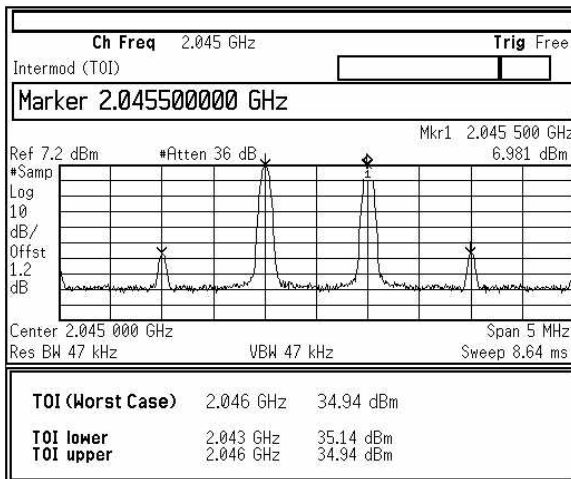 Ch Freq 2.045 GHz Trig Free
Intermod (TOI)
Marker 2.045500000 GHz
Mkr1 2.045 500 GHz
Ref 7.2 dBm #Atten 36 dB 6.981 dBm
#Samp
Log
10
dB/
Offst
1.2
dB
1
Center 2.045 000 GHz Span 5 MHz
Res BW 47 kHz VBW 47 kHz Sweep 8.64 ms
TOI (Worst Case) 2.046 GHz 34.94 dBm
TOI lower 2.043 GHz 35.14 dBm
TOI upper 2.046 GHz 34.94 dBm